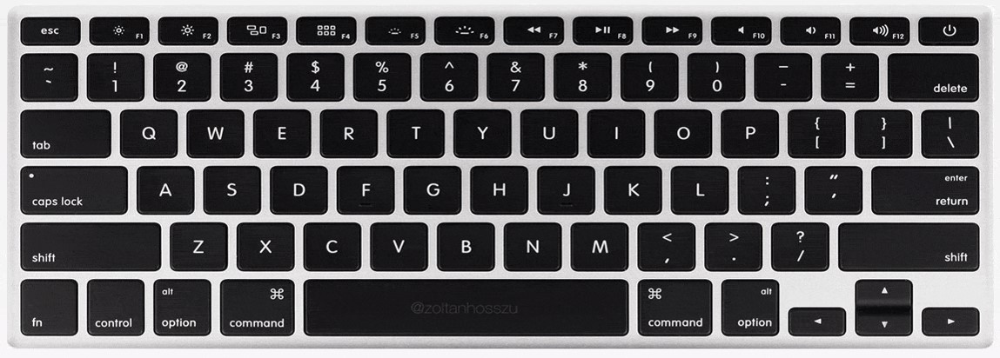 esc F1 F2 F3 F4 F5 F6 F7 F8 F9 F10 F11 F12
~ ! @ # $ % ^ & * ( ) — +
` 1 2 3 4 5 6 7 8 9 0 - = delete
tab Q W E R T Y U I O P { [ } ] | \
caps lock A S D F G H J K L : ; “ ‚ enter return
shift Z X C V B N M < , > . ? / shift
fn control alt option ⌘ command @zoltanhosszu ⌘ command alt option ◄ ▲ ▼ ►